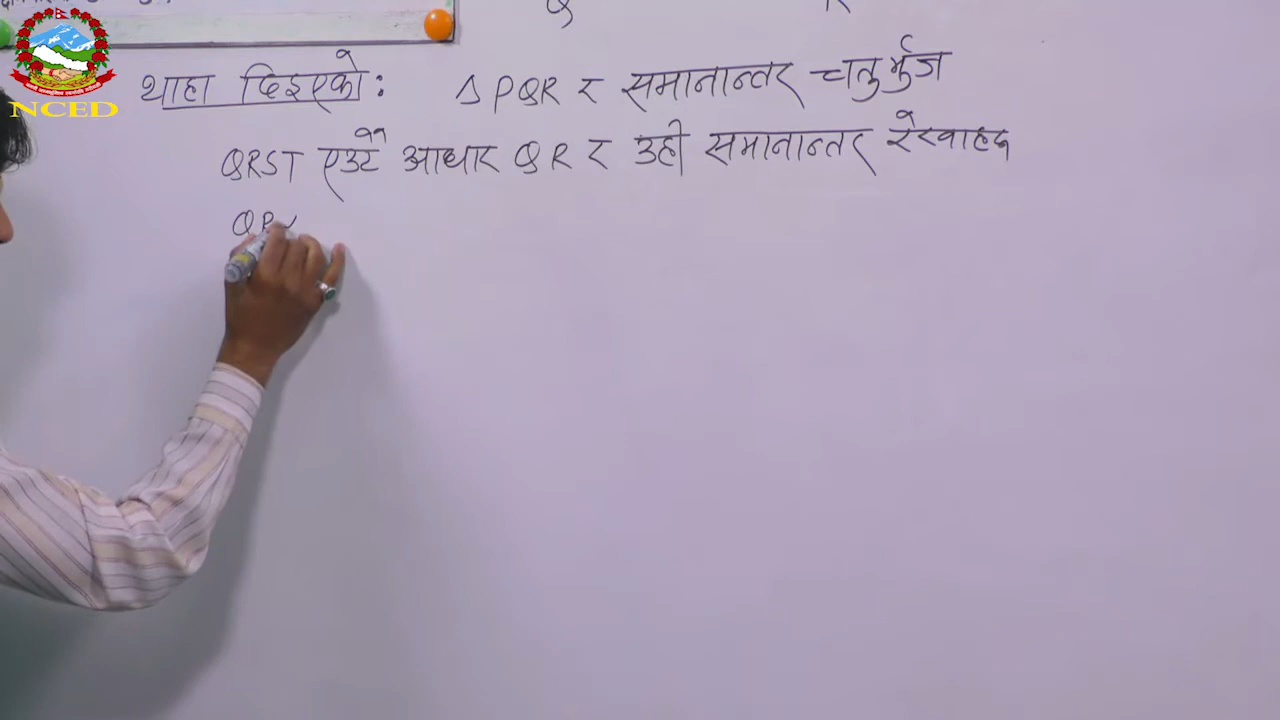 Q R
NCED
थाहा दिइएको : Δ PQR र समानान्तर चतुर्भुज
QRST एउटै आधार QR र उही समानान्तर रेखाहरु
QR